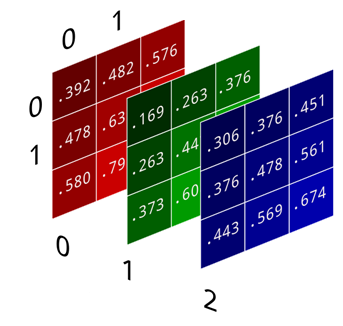 0 1
0 .392 .482 .576
1 .478 .63
.580 .79
.169 .263 .376
.263 .44
.373 .60
.306 .376 .451
.376 .478 .561
.443 .569 .674
0
1
2